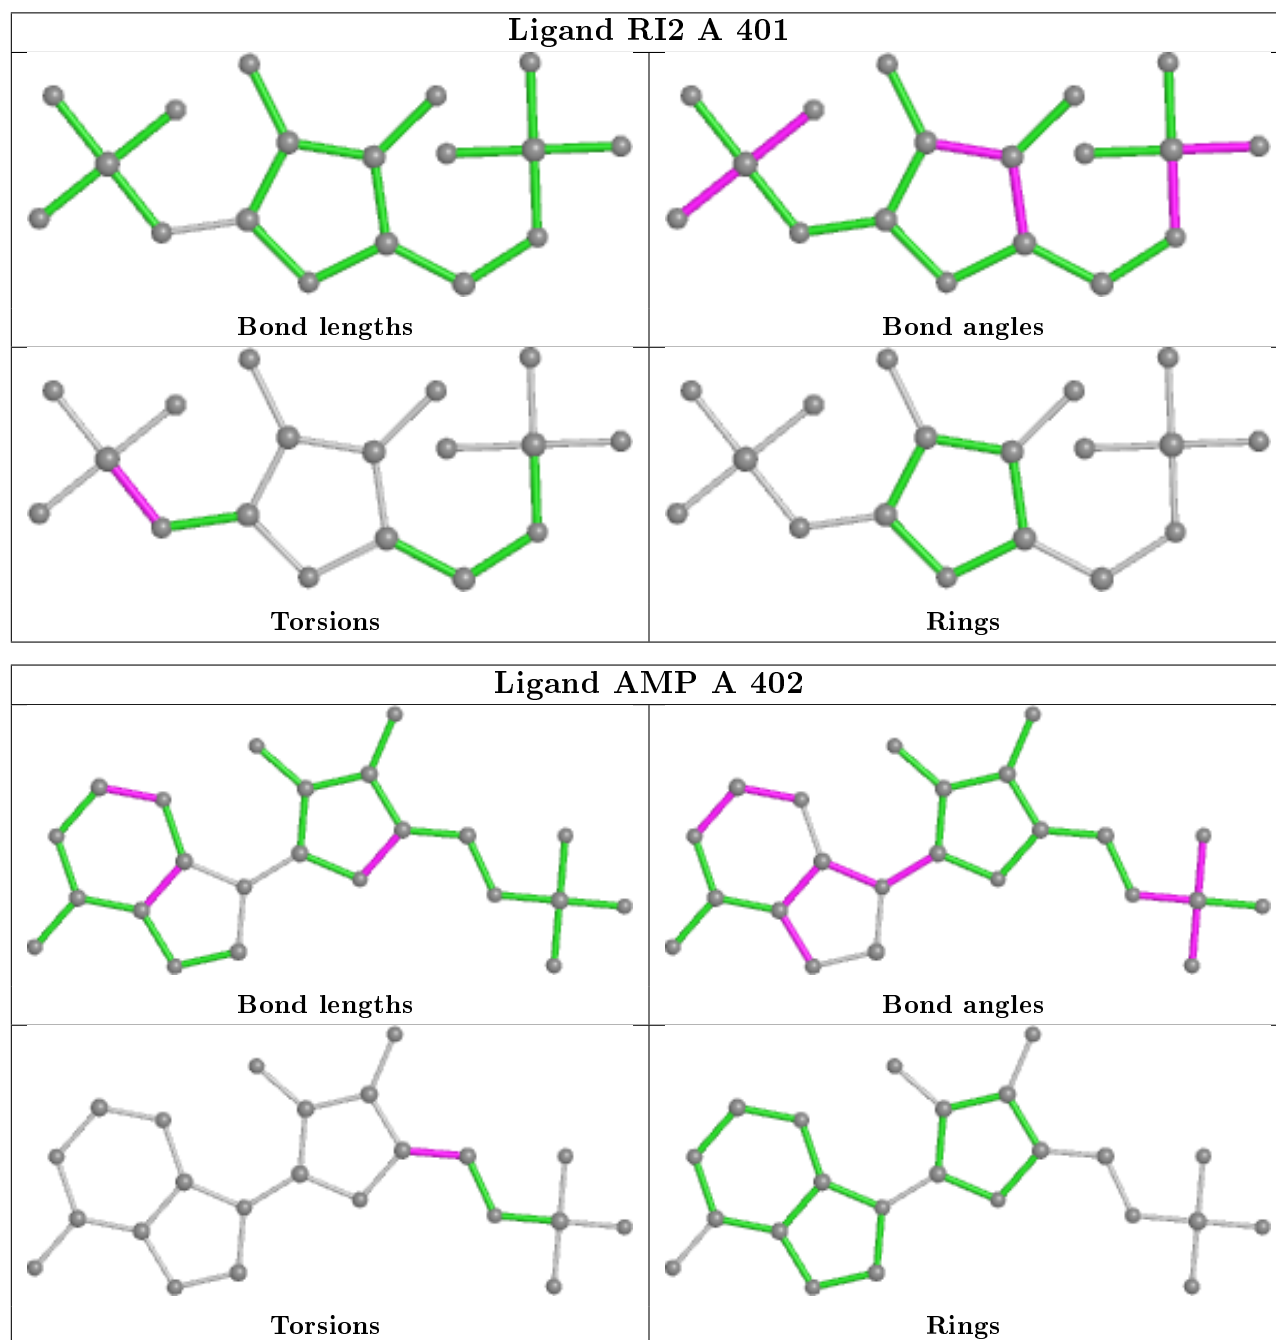 Ligand RI2 A 401
Bond lengths
Bond angles
Torsions
Rings
Ligand AMP A 402
Bond lengths
Bond angles
Torsions
Rings